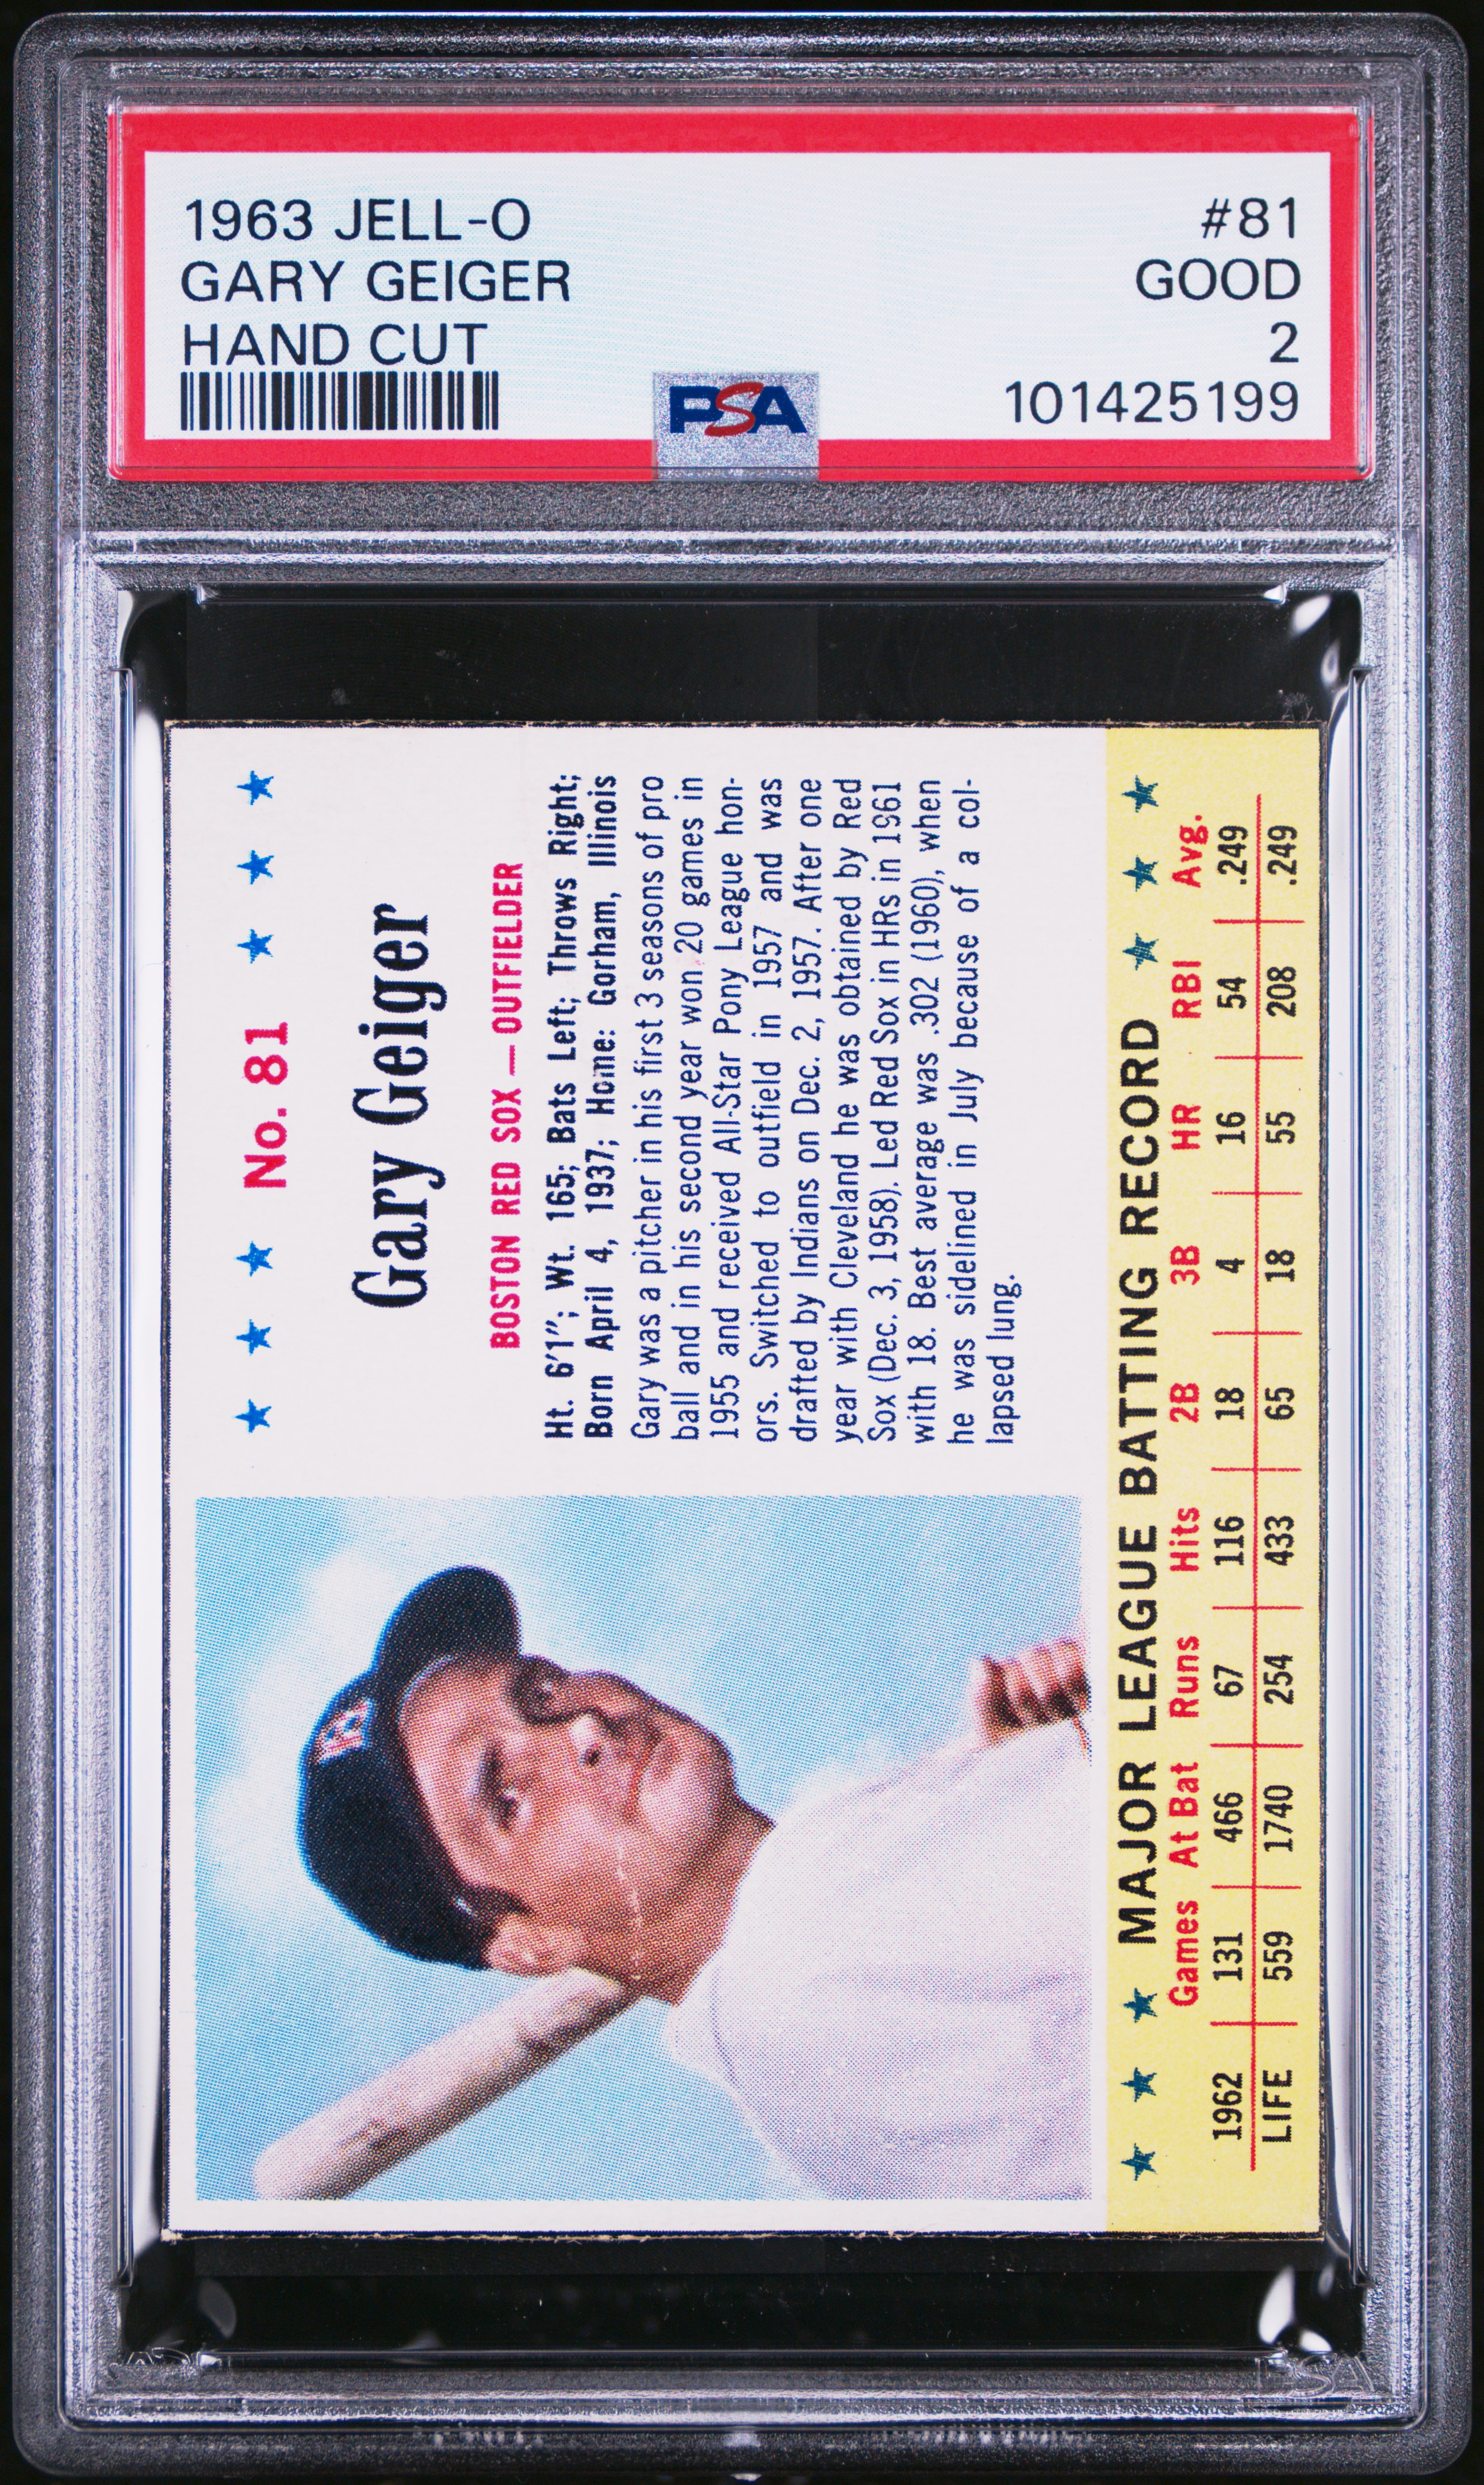 1963 JELL-O #81
GARY GEIGER GOOD
HAND CUT 2
PSA 101425199
No. 81
Gary Geiger
BOSTON RED SOX — OUTFIELDER
Ht. 6'1"; Wt. 165; Bats Left; Throws Right;
Born April 4, 1937; Home: Gorham, Illinois
Gary was a pitcher in his first 3 seasons of pro
ball and in his second year won 20 games in
1955 and received All-Star Pony League hon-
ors. Switched to outfield in 1957 and was
drafted by Indians on Dec. 2, 1957. After one
year with Cleveland he was obtained by Red
Sox (Dec. 3, 1958). Led Red Sox in HRs in 1961
with 18. Best average was .302 (1960), when
he was sidelined in July because of a col-
lapsed lung.
MAJOR LEAGUE BATTING RECORD
Games At Bat Runs Hits 2B 3B HR RBI Avg.
1962 131 466 67 116 18 4 16 54 .249
LIFE 559 1740 254 433 65 18 55 208 .249
B
PSA